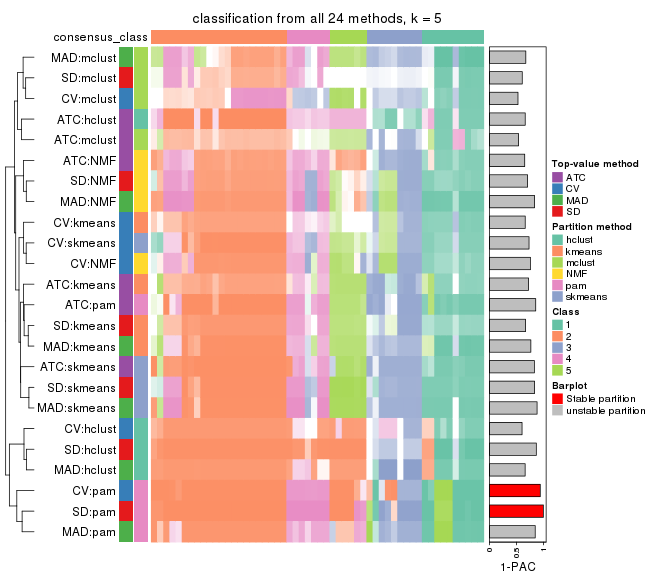 classification from all 24 methods, k = 5
consensus_class
MAD:mclust
SD:mclust
CV:mclust
ATC:hclust
ATC:mclust
ATC:NMF
SD:NMF
MAD:NMF
CV:kmeans
CV:skmeans
CV:NMF
ATC:kmeans
ATC:pam
SD:kmeans
MAD:kmeans
ATC:skmeans
SD:skmeans
MAD:skmeans
CV:hclust
SD:hclust
MAD:hclust
CV:pam
SD:pam
MAD:pam
0
0.5
1
1-PAC
Top-value method
ATC
CV
MAD
SD
Partition method
hclust
kmeans
mclust
NMF
pam
skmeans
Class
1
2
3
4
5
Barplot
Stable partition
unstable partition